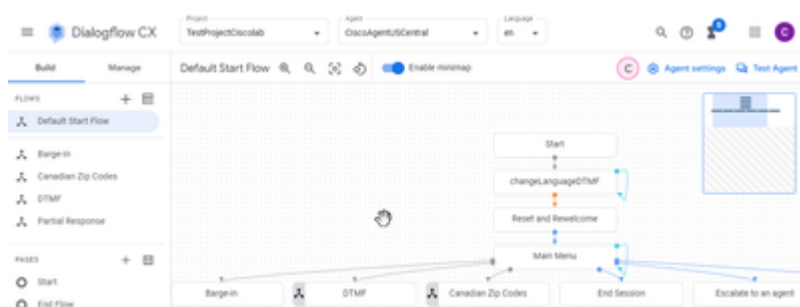 Project
Agent
Language
Dialogflow CX
TestProjectCiscolab
CiscoAgentUSCentral
en
Build
Manage
Default Start Flow
Enable minimap
C
Agent settings
Test Agent
C
FLOWS
Default Start Flow
Barge-in
Canadian Zip Codes
DTMF
Partial Response
PAGES
Start
End Flow
Start
changeLanguageDTMF
Reset and Rewelcome
Main Menu
Barge-in
DTMF
Canadian Zip Codes
End Session
Escalate to an agent